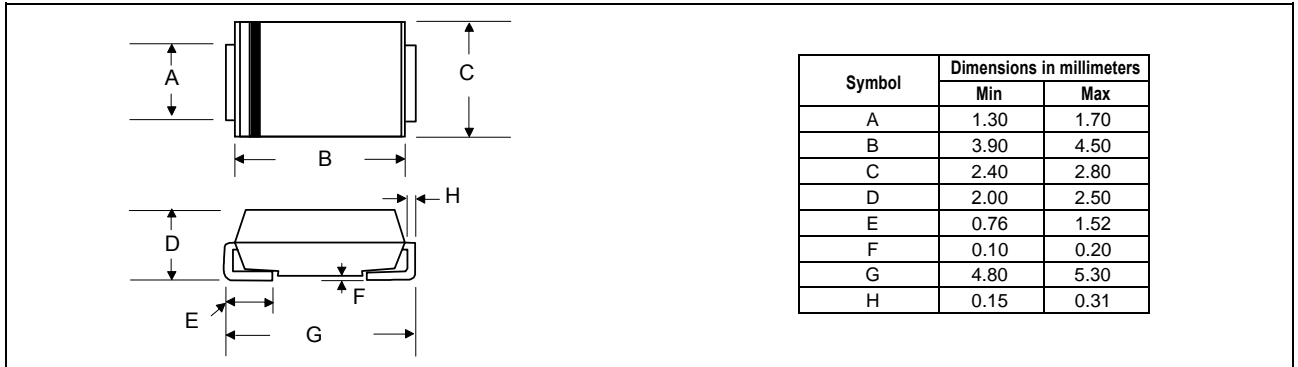 A
C
B
H
D
F
E
G
Symbol Dimensions in millimeters
Min Max
A 1.30 1.70
B 3.90 4.50
C 2.40 2.80
D 2.00 2.50
E 0.76 1.52
F 0.10 0.20
G 4.80 5.30
H 0.15 0.31